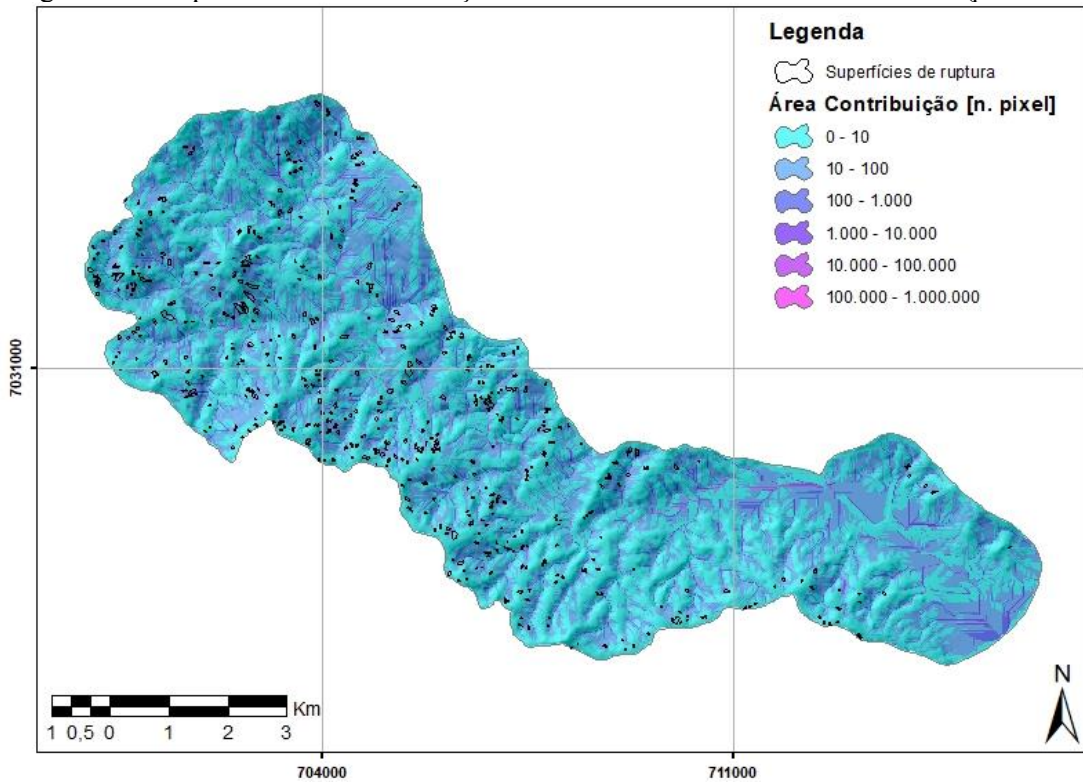 Legenda
Superfícies de ruptura
Área Contribuição [n. pixel]
0 - 10
10 - 100
100 - 1.000
1.000 - 10.000
10.000 - 100.000
100.000 - 1.000.000
7031000
N
Km
1 0,5 0 1 2 3
704000 711000